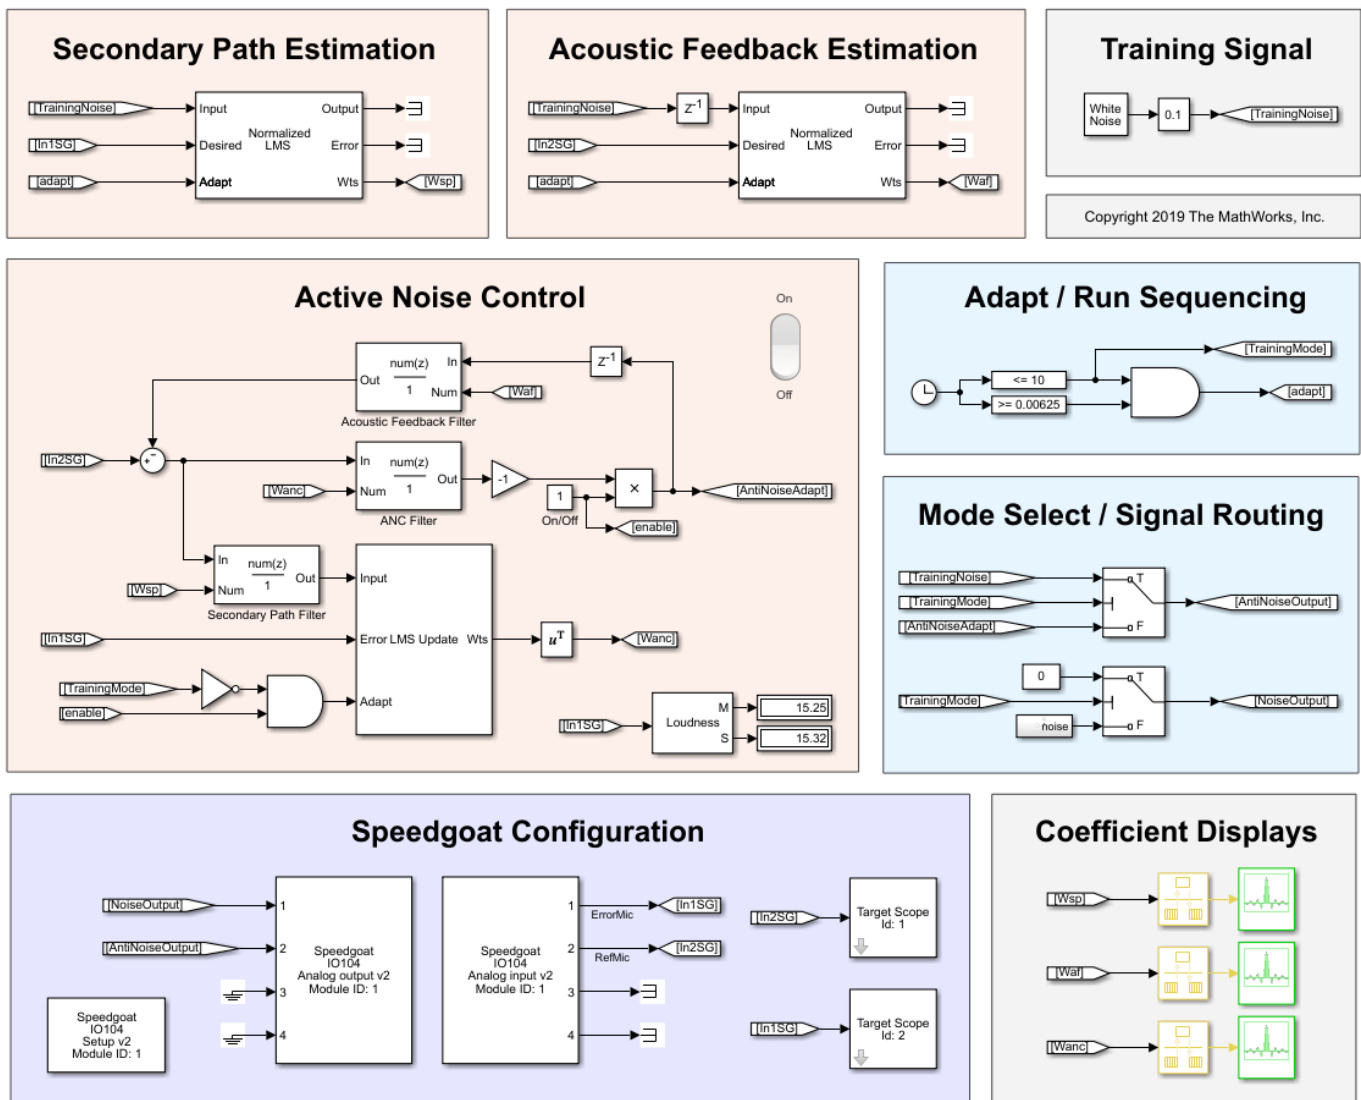 Secondary Path Estimation
[TrainingNoise]
[In1SG]
[adapt]
Input
Desired
Adapt
Normalized
LMS
Output
Error
Wts
[Wsp]
Acoustic Feedback Estimation
[TrainingNoise]
[In2SG]
[adapt]
Z-1
Input
Desired
Adapt
Normalized
LMS
Output
Error
Wts
[Waf]
Training Signal
White
Noise
0.1
[TrainingNoise]
Copyright 2019 The MathWorks, Inc.
Active Noise Control
On
Off
Out
num(z)
1
In
Num
Acoustic Feedback Filter
Z-1
[Waf]
[In2SG]
+
-
[Wanc]
In
Num
num(z)
1
Out
ANC Filter
-1
1
On/Off
×
[enable]
[AntiNoiseAdapt]
[Wsp]
In
Num
num(z)
1
Out
Secondary Path Filter
[In1SG]
[TrainingMode]
[enable]
Input
Error
LMS Update
Adapt
Wts
uT
[Wanc]
[In1SG]
Loudness
M
S
15.25
15.32
Adapt / Run Sequencing
<= 10
>= 0.00625
[TrainingMode]
[adapt]
Mode Select / Signal Routing
[TrainingNoise]
[TrainingMode]
[AntiNoiseAdapt]
T
F
[AntiNoiseOutput]
0
[TrainingMode]
noise
T
F
[NoiseOutput]
Speedgoat Configuration
[NoiseOutput]
[AntiNoiseOutput]
1
2
3
4
Speedgoat
IO104
Analog output v2
Module ID: 1
Speedgoat
IO104
Setup v2
Module ID: 1
Speedgoat
IO104
Analog input v2
Module ID: 1
1
2
3
4
ErrorMic
RefMic
[In1SG]
[In2SG]
[In2SG]
Target Scope
Id: 1
[In1SG]
Target Scope
Id: 2
Coefficient Displays
[Wsp]
[Waf]
[Wanc]